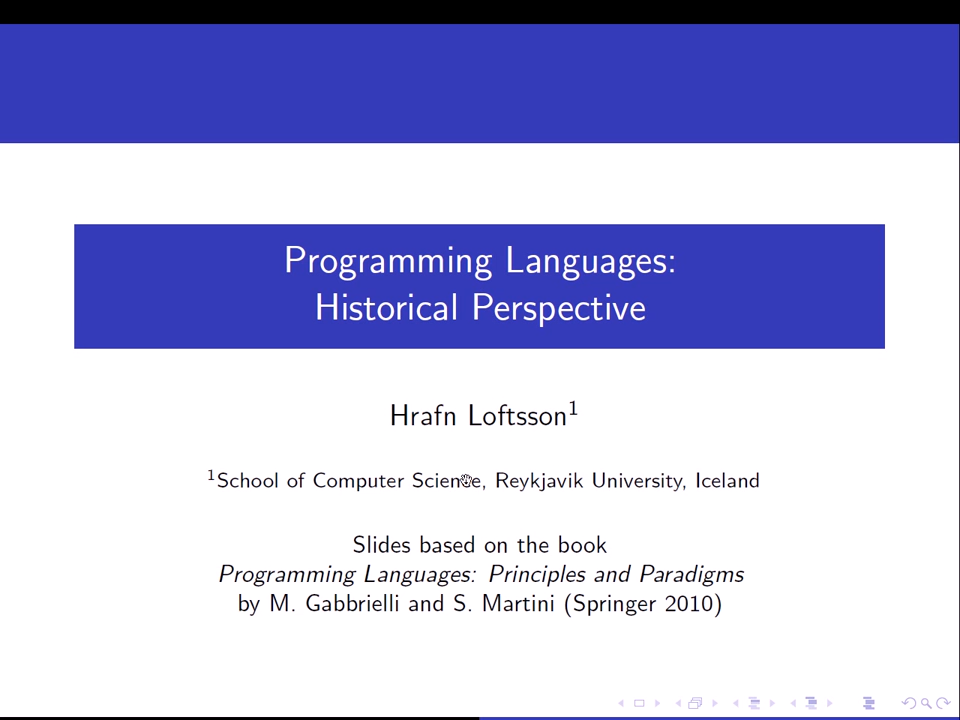 Programming Languages:
Historical Perspective
Hrafn Loftsson¹
¹School of Computer Science, Reykjavik University, Iceland
Slides based on the book
Programming Languages: Principles and Paradigms
by M. Gabbrielli and S. Martini (Springer 2010)